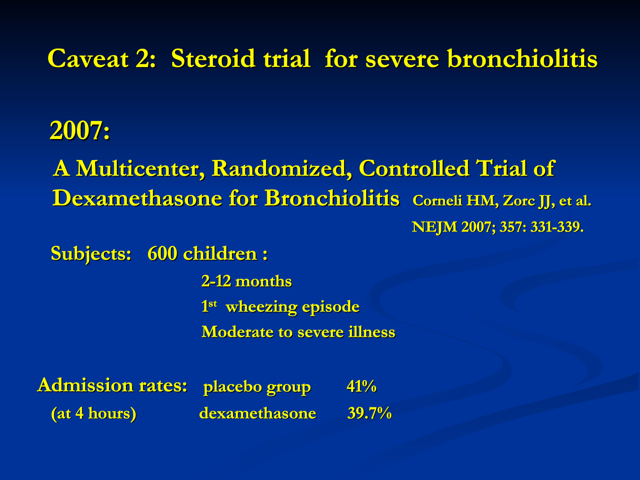 Caveat 2: Steroid trial for severe bronchiolitis
2007:
A Multicenter, Randomized, Controlled Trial of
Dexamethasone for Bronchiolitis Corneli HM, Zorc JJ, et al.
NEJM 2007; 357: 331-339.
Subjects: 600 children :
2-12 months
1st wheezing episode
Moderate to severe illness
Admission rates: placebo group 41%
(at 4 hours) dexamethasone 39.7%